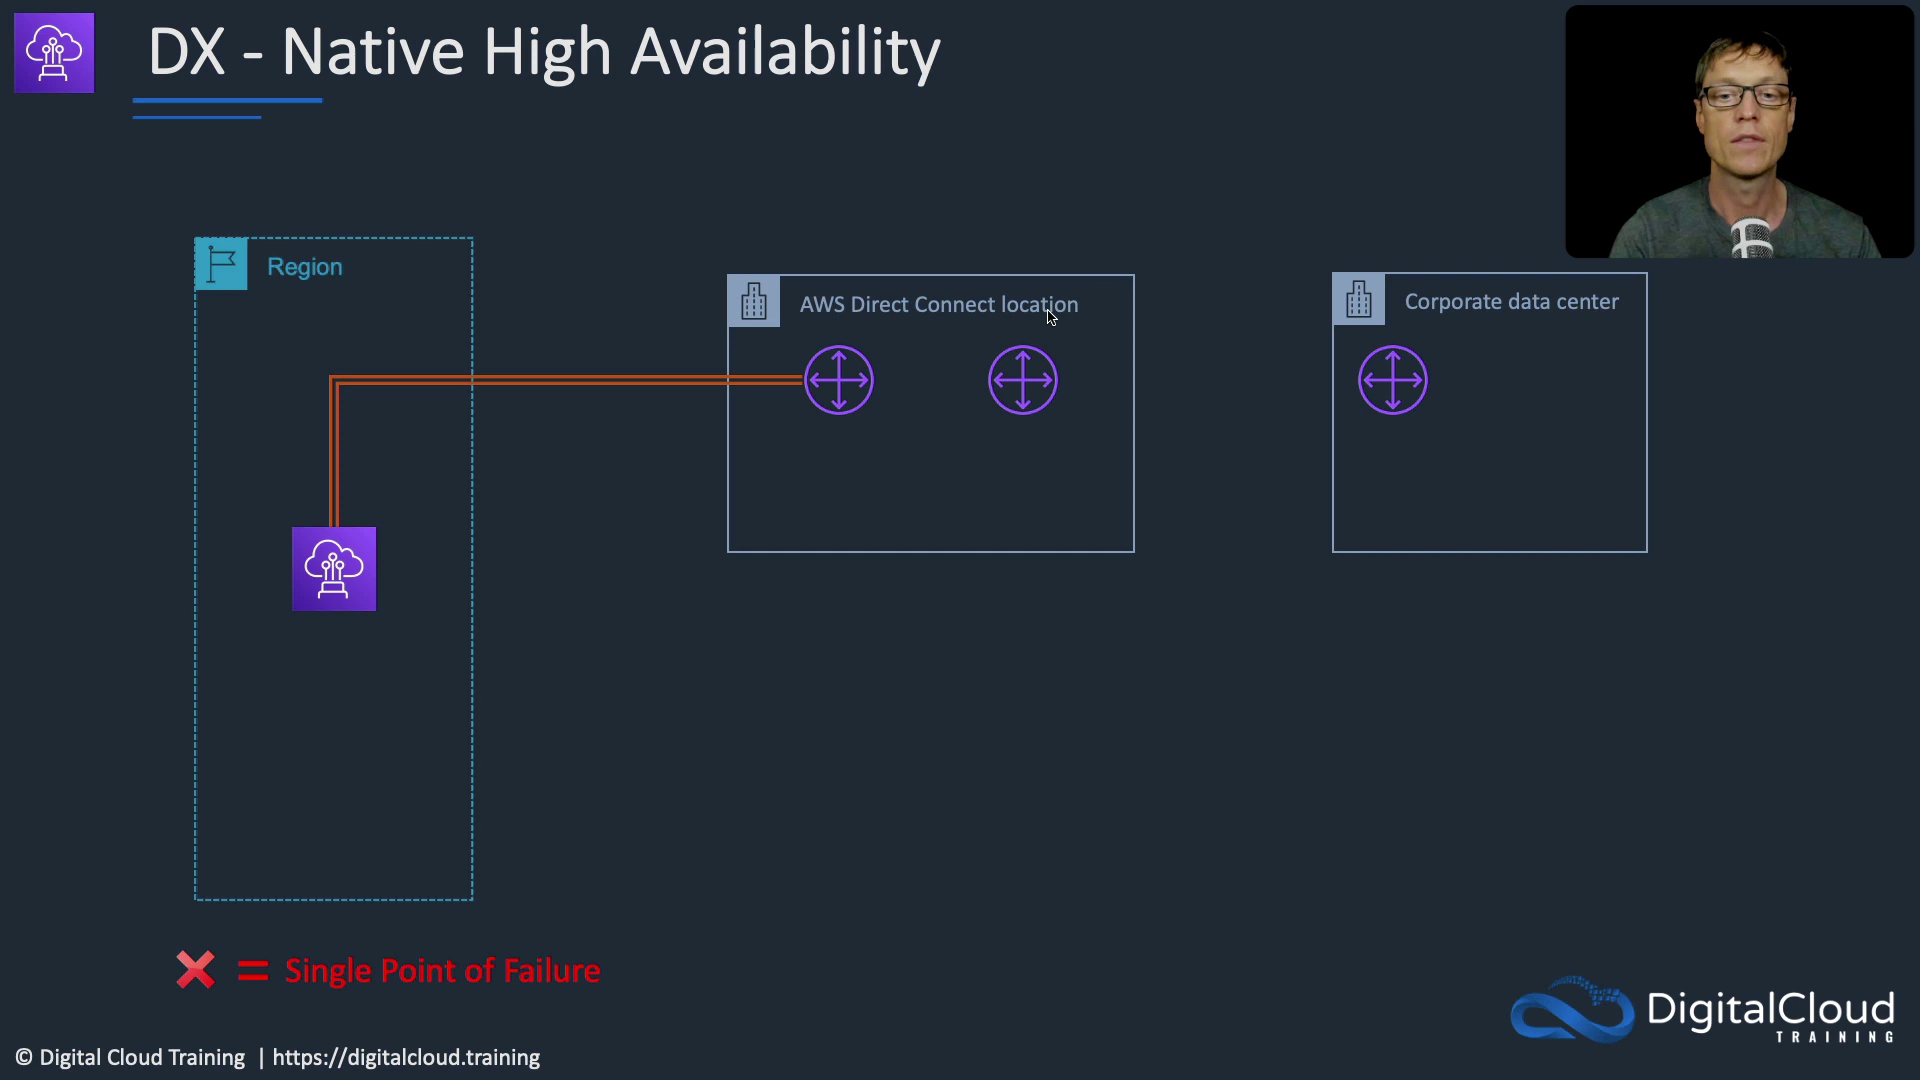 DX - Native High Availability
Region
AWS Direct Connect location
Corporate data center
= Single Point of Failure
DigitalCloud
TRAINING
© Digital Cloud Training | https://digitalcloud.training